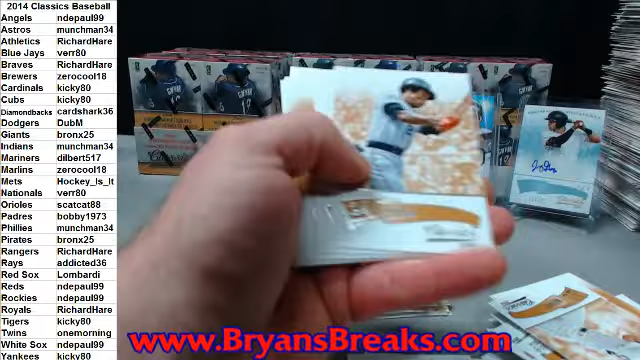 2014 Classics Baseball
Angels ndepaul99
Astros munchman34
Athletics RichardHare
Blue Jays verr80
Braves RichardHare
Brewers zerocool18
Cardinals kicky80
Cubs kicky80
Diamondbacks cardshark36
Dodgers DubM
Giants bronx25
Indians munchman34
Mariners dilbert517
Marlins zerocool18
Mets Hockey_Is_It
Nationals verr80
Orioles scatcat88
Padres bobby1973
Phillies munchman34
Pirates bronx25
Rangers RichardHare
Rays addicted36
Red Sox Lombardi
Reds ndepaul99
Rockies ndepaul99
Royals RichardHare
Tigers kicky80
Twins onemorning
White Sox ndepaul99
Yankees kicky80
GWYNN
GWYNN
www.BryansBreaks.com